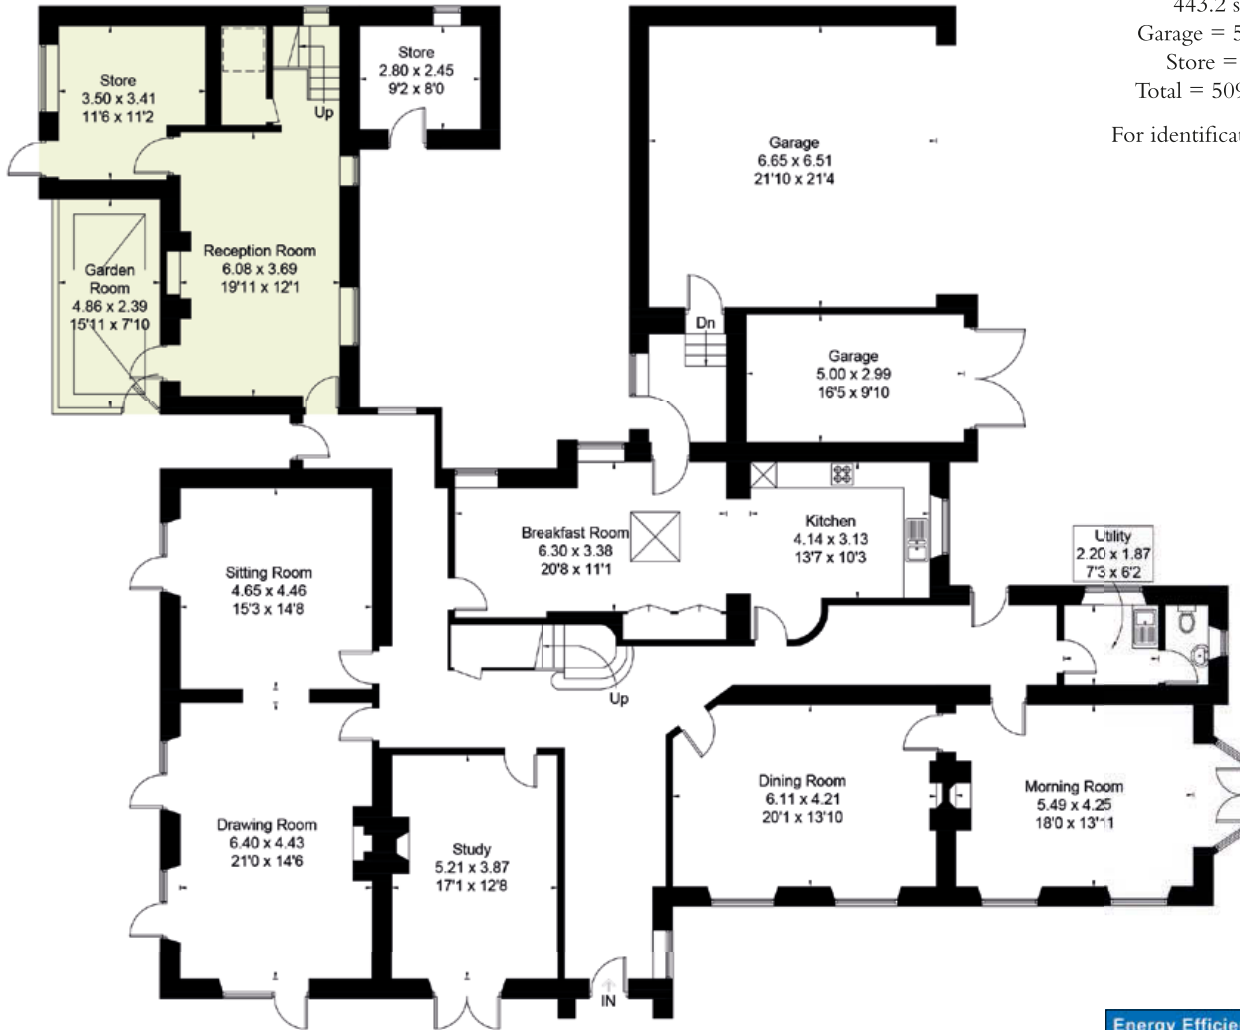 443.2 s
Garage = 5
Store =
Total = 509
For identificat
Store
3.50 x 3.41
11'6 x 11'2
Up
Store
2.80 x 2.45
9'2 x 8'0
Garage
6.65 x 6.51
21'10 x 21'4
Reception Room
6.08 x 3.69
19'11 x 12'1
Garden
Room
4.86 x 2.39
15'11 x 7'10
Dn
Garage
5.00 x 2.99
16'5 x 9'10
Breakfast Room
6.30 x 3.38
20'8 x 11'1
Kitchen
4.14 x 3.13
13'7 x 10'3
Utility
2.20 x 1.87
7'3 x 6'2
Sitting Room
4.65 x 4.46
15'3 x 14'8
Up
Drawing Room
6.40 x 4.43
21'0 x 14'6
Study
5.21 x 3.87
17'1 x 12'8
Dining Room
6.11 x 4.21
20'1 x 13'10
Morning Room
5.49 x 4.25
18'0 x 13'11
IN
Energy Efficie